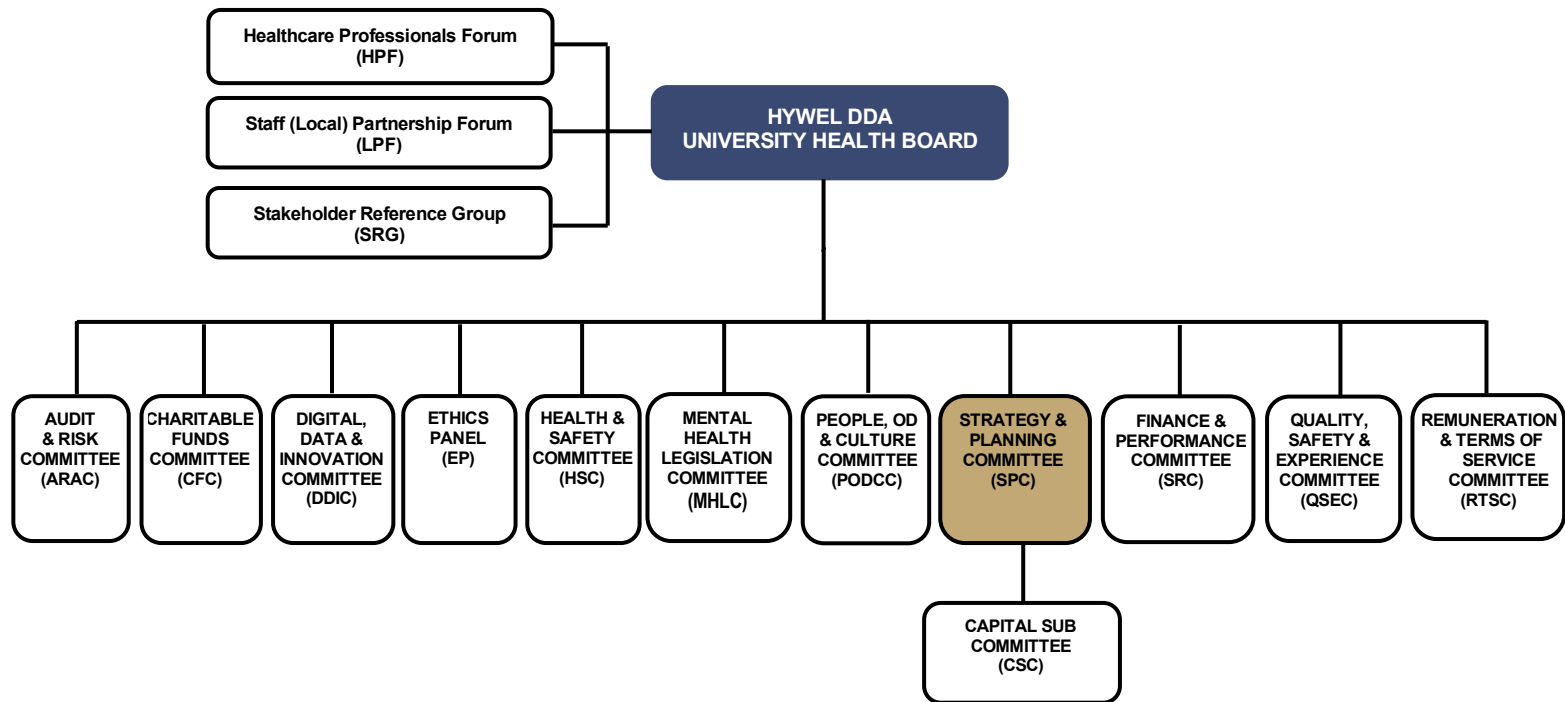 Healthcare Professionals Forum
(HPF)
Staff (Local) Partnership Forum
(LPF)
Stakeholder Reference Group
(SRG)
HYWEL DDA
UNIVERSITY HEALTH BOARD
AUDIT
& RISK
COMMITTEE
(ARAC)
CHARITABLE
FUNDS
COMMITTEE
(CFC)
DIGITAL,
DATA &
INNOVATION
COMMITTEE
(DDIC)
ETHICS
PANEL
(EP)
HEALTH &
SAFETY
COMMITTEE
(HSC)
MENTAL
HEALTH
LEGISLATION
COMMITTEE
(MHLC)
PEOPLE, OD
& CULTURE
COMMITTEE
(PODCC)
STRATEGY &
PLANNING
COMMITTEE
(SPC)
FINANCE &
PERFORMANCE
COMMITTEE
(SRC)
QUALITY,
SAFETY &
EXPERIENCE
COMMITTEE
(QSEC)
REMUNERATION
& TERMS OF
SERVICE
COMMITTEE
(RTSC)
CAPITAL SUB
COMMITTEE
(CSC)